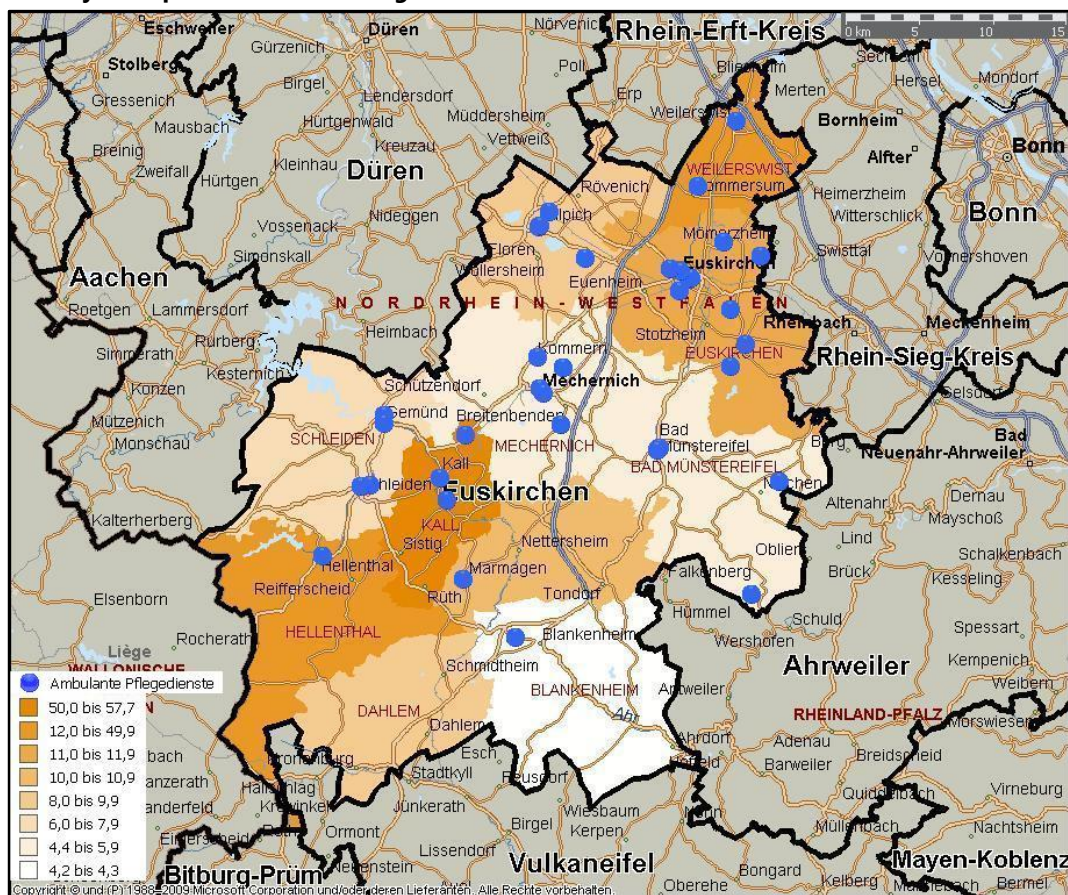 Rhein-Erft-Kreis
0 km 5 10 15
Eschweiler
Düren
Nörvenich
Sechtem
Gürzenich
Poll
Merten
Hersel
Mondorf
Stolberg
Birgel
Erp
Weilerswist
Gressenich
Lendersdorf
Müddersheim
Bornheim
Mausbach
Hürtgenwald
Vettweiß
Bonn
Breinig
Kreuzau
Alfter
Zweifall
Kleinhau
Düren
WEILERSWIST
Hürtgen
Rövenich
Heimerzheim
Witterschlick
Bonn
Vossenack
Nideggen
Simonskall
Floren
Swisttal
Aachen
Wollersheim
Euskirchen
Euenheim
Roetgen
Lammersdorf
NORDRHEIN-WESTFALEN
Heimbach
Stotzheim
Rheinbach
Meckenheim
Simmerath
Rurberg
Kommern
EUSKIRCHEN
Rhein-Sieg-Kreis
Kesternich
Konzen
Schützendorf
Mechernich
Mützenich
Gemünd
Breitenbenden
Bad
Münstereifel
Monschau
SCHLEIDEN
MECHERNICH
BAD MÜNSTEREIFEL
Bad
Neuenahr-Ahrweiler
Kall
Schleiden
Euskirchen
Altenahr
Dernau
Kalterherberg
KALL
Mayschoß
Sistig
Nettersheim
Lind
Schalkenbach
Hellenthal
Marmagen
Falkenberg
Brück
Kesseling
Elsenborn
Reifferscheid
Rüth
Tondorf
Hümmel
Schuld
Rocherath
HELLENTHAL
Blankenheim
Wershofen
Spessart
Liège
Schmidtheim
Ahrweiler
Kempenich
WALLONISCHE
BLANKENHEIM
Antweiler
Weibern
Ambulante Pflegedienste
DAHLEM
Ahr
RHEINLAND-PFALZ
50,0 bis 57,7
Dahlem
Ahrdorf
Adenau
12,0 bis 49,9
Esch
Breidscheid
11,0 bis 11,9
Stadtkyll
Barweiler
10,0 bis 10,9
Jünkerath
Wiesbaum
Virneburg
8,0 bis 9,9
Birgel
Kerpen
Müllenbach
Nachtsheim
6,0 bis 7,9
Ormont
4,4 bis 5,9
Lissendorf
4,2 bis 4,3
Bitburg-Prüm
Vulkaneifel
Mayen-Koblenz
Oberehe
Bongard
Kelberg
Bermel
Copyright © und (P) 1988–2009 Microsoft Corporation und/oder deren Lieferanten. Alle Rechte vorbehalten.